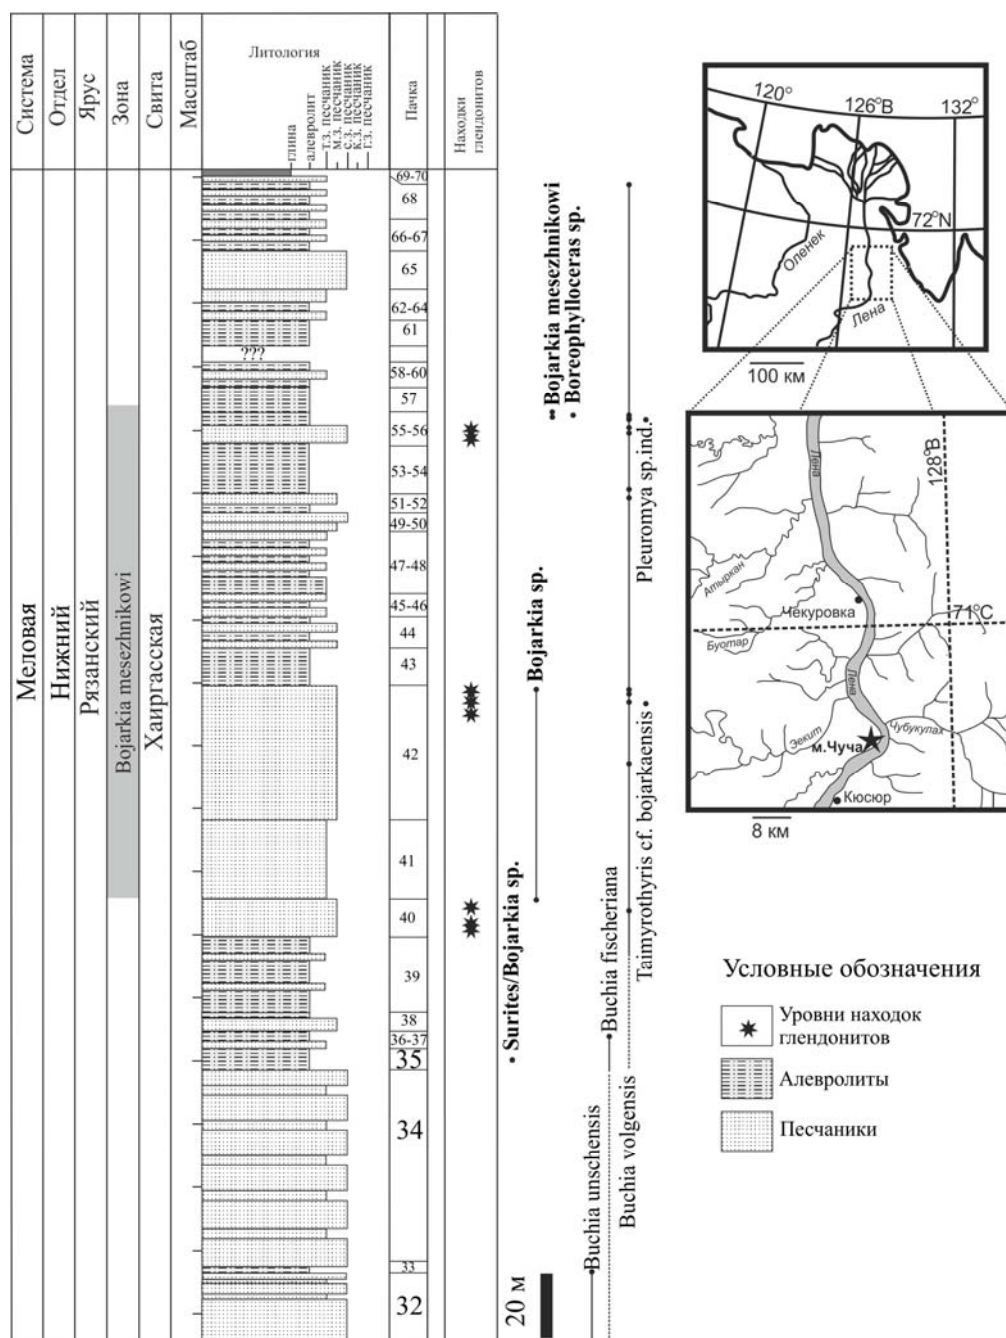 Система
Отдел
Ярус
Зона
Свита
Масштаб
Литология
глина
алевролит
т.з. песчаник
м.з. песчаник
с.з. песчаник
к.з. песчаник
г.з. песчаник
Пачка
Находки
глендонитов
Меловая
Нижний
Рязанский
Bojarkia mesezhnikowi
Хаиргасская
???
69-70
68
66-67
65
62-64
61
58-60
57
55-56
53-54
51-52
49-50
47-48
45-46
44
43
42
41
40
39
38
36-37
35
34
33
32
Surites/Bojarkia sp.
Bojarkia sp.
Bojarkia mesezhnikowi
Boreophylloceras sp.
Buchia unschensis
Buchia fischeriana
Buchia volgensis
Taimyrothyris cf. bojarkaensis
Pleuromya sp.ind.
20 м
120°
126°В
132°
72°N
Оленек
Лена
100 км
Лена
128°В
Атыркан
Чекуровка
71°С
Буотар
Лена
Эекит
Чубукулах
м.Чуча
Кюсюр
8 км
Условные обозначения
Уровни находок
глендонитов
Алевролиты
Песчаники